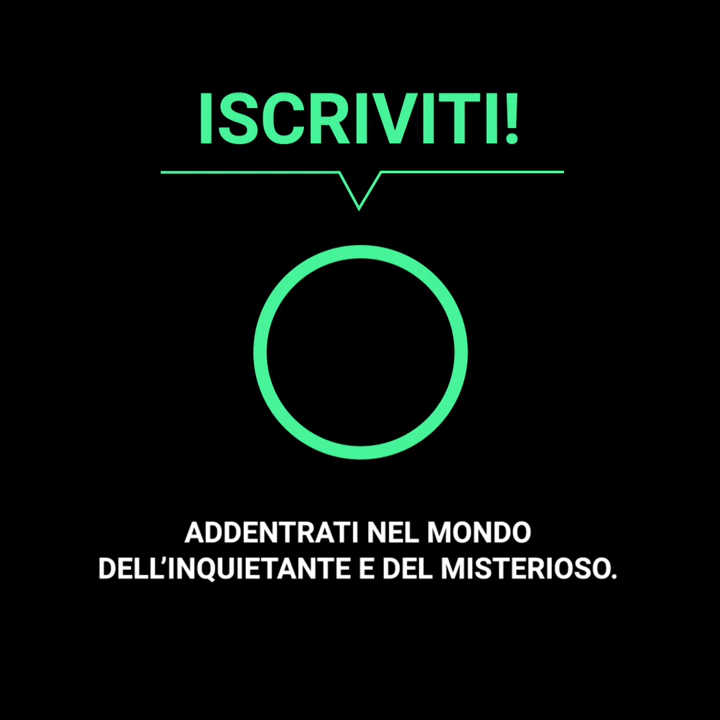 ISCRIVITI!
ADDENTRATI NEL MONDO
DELL’INQUIETANTE E DEL MISTERIOSO.